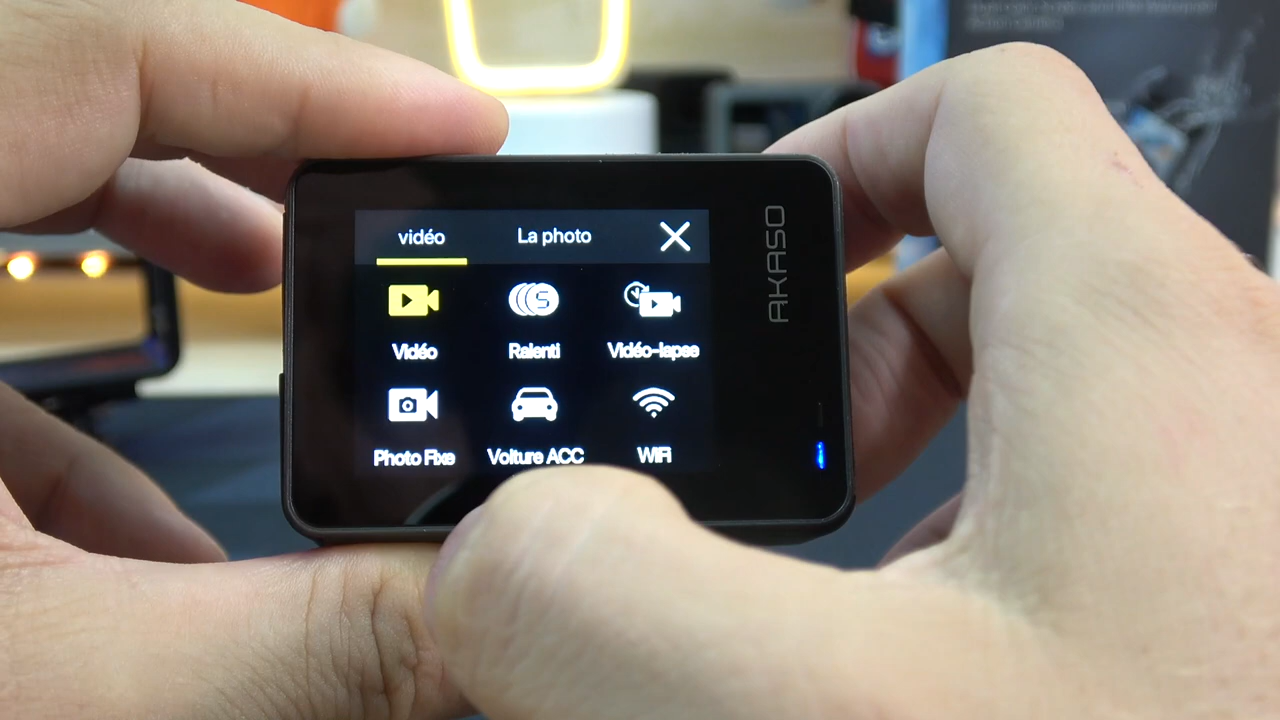 vidéo La photo
Vidéo Ralenti Vidéo-lapse
Photo Fixe Voiture ACC WiFi
AKASO